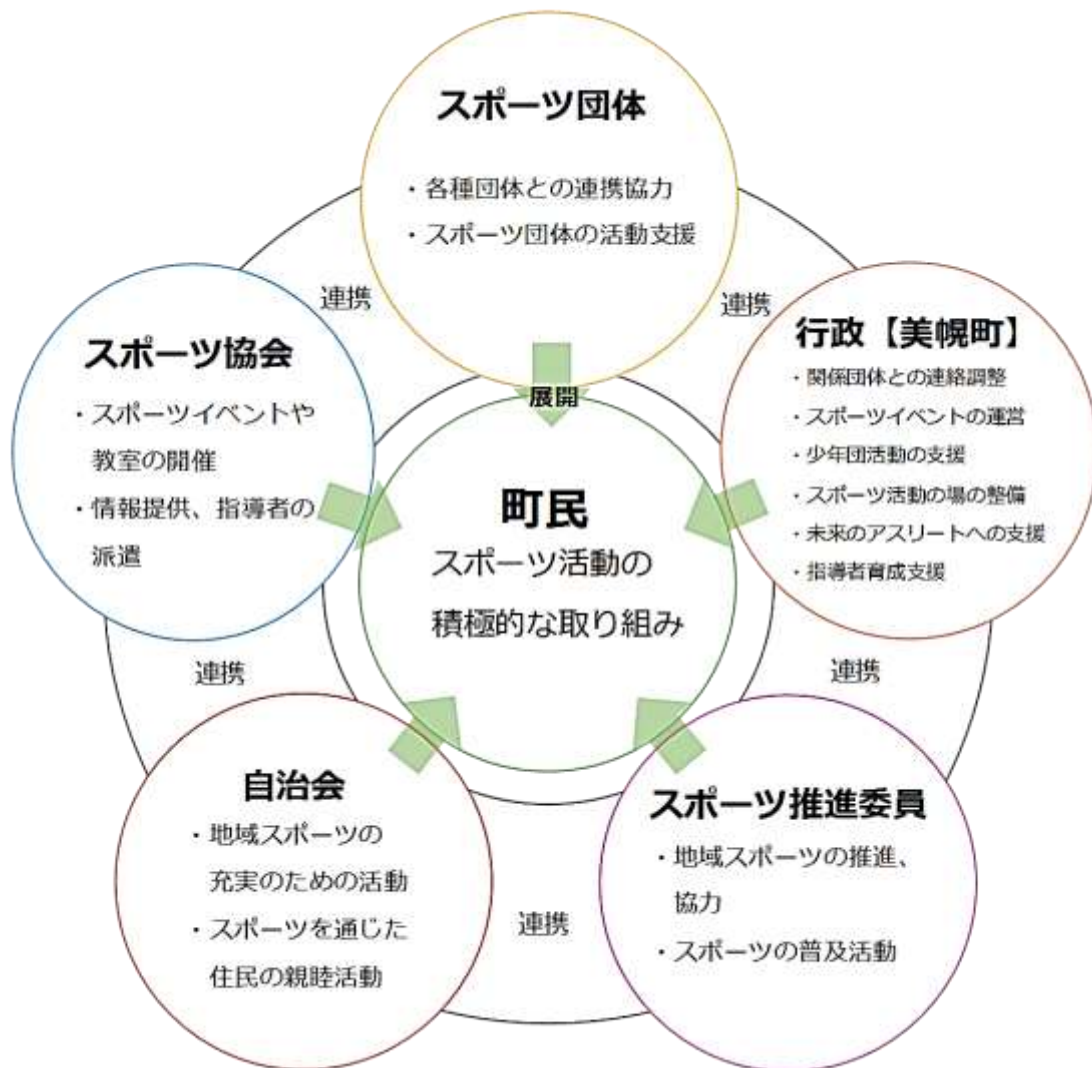 スポーツ団体
・各種団体との連携協力
・スポーツ団体の活動支援
連携
連携
スポーツ協会
・スポーツイベントや
教室の開催
・情報提供、指導者の
派遣
行政【美幌町】
・関係団体との連絡調整
・スポーツイベントの運営
・少年団活動の支援
・スポーツ活動の場の整備
・未来のアスリートへの支援
・指導者育成支援
展開
町民
スポーツ活動の
積極的な取り組み
連携
連携
自治会
・地域スポーツの
充実のための活動
・スポーツを通じた
住民の親睦活動
連携
スポーツ推進委員
・地域スポーツの推進、
協力
・スポーツの普及活動